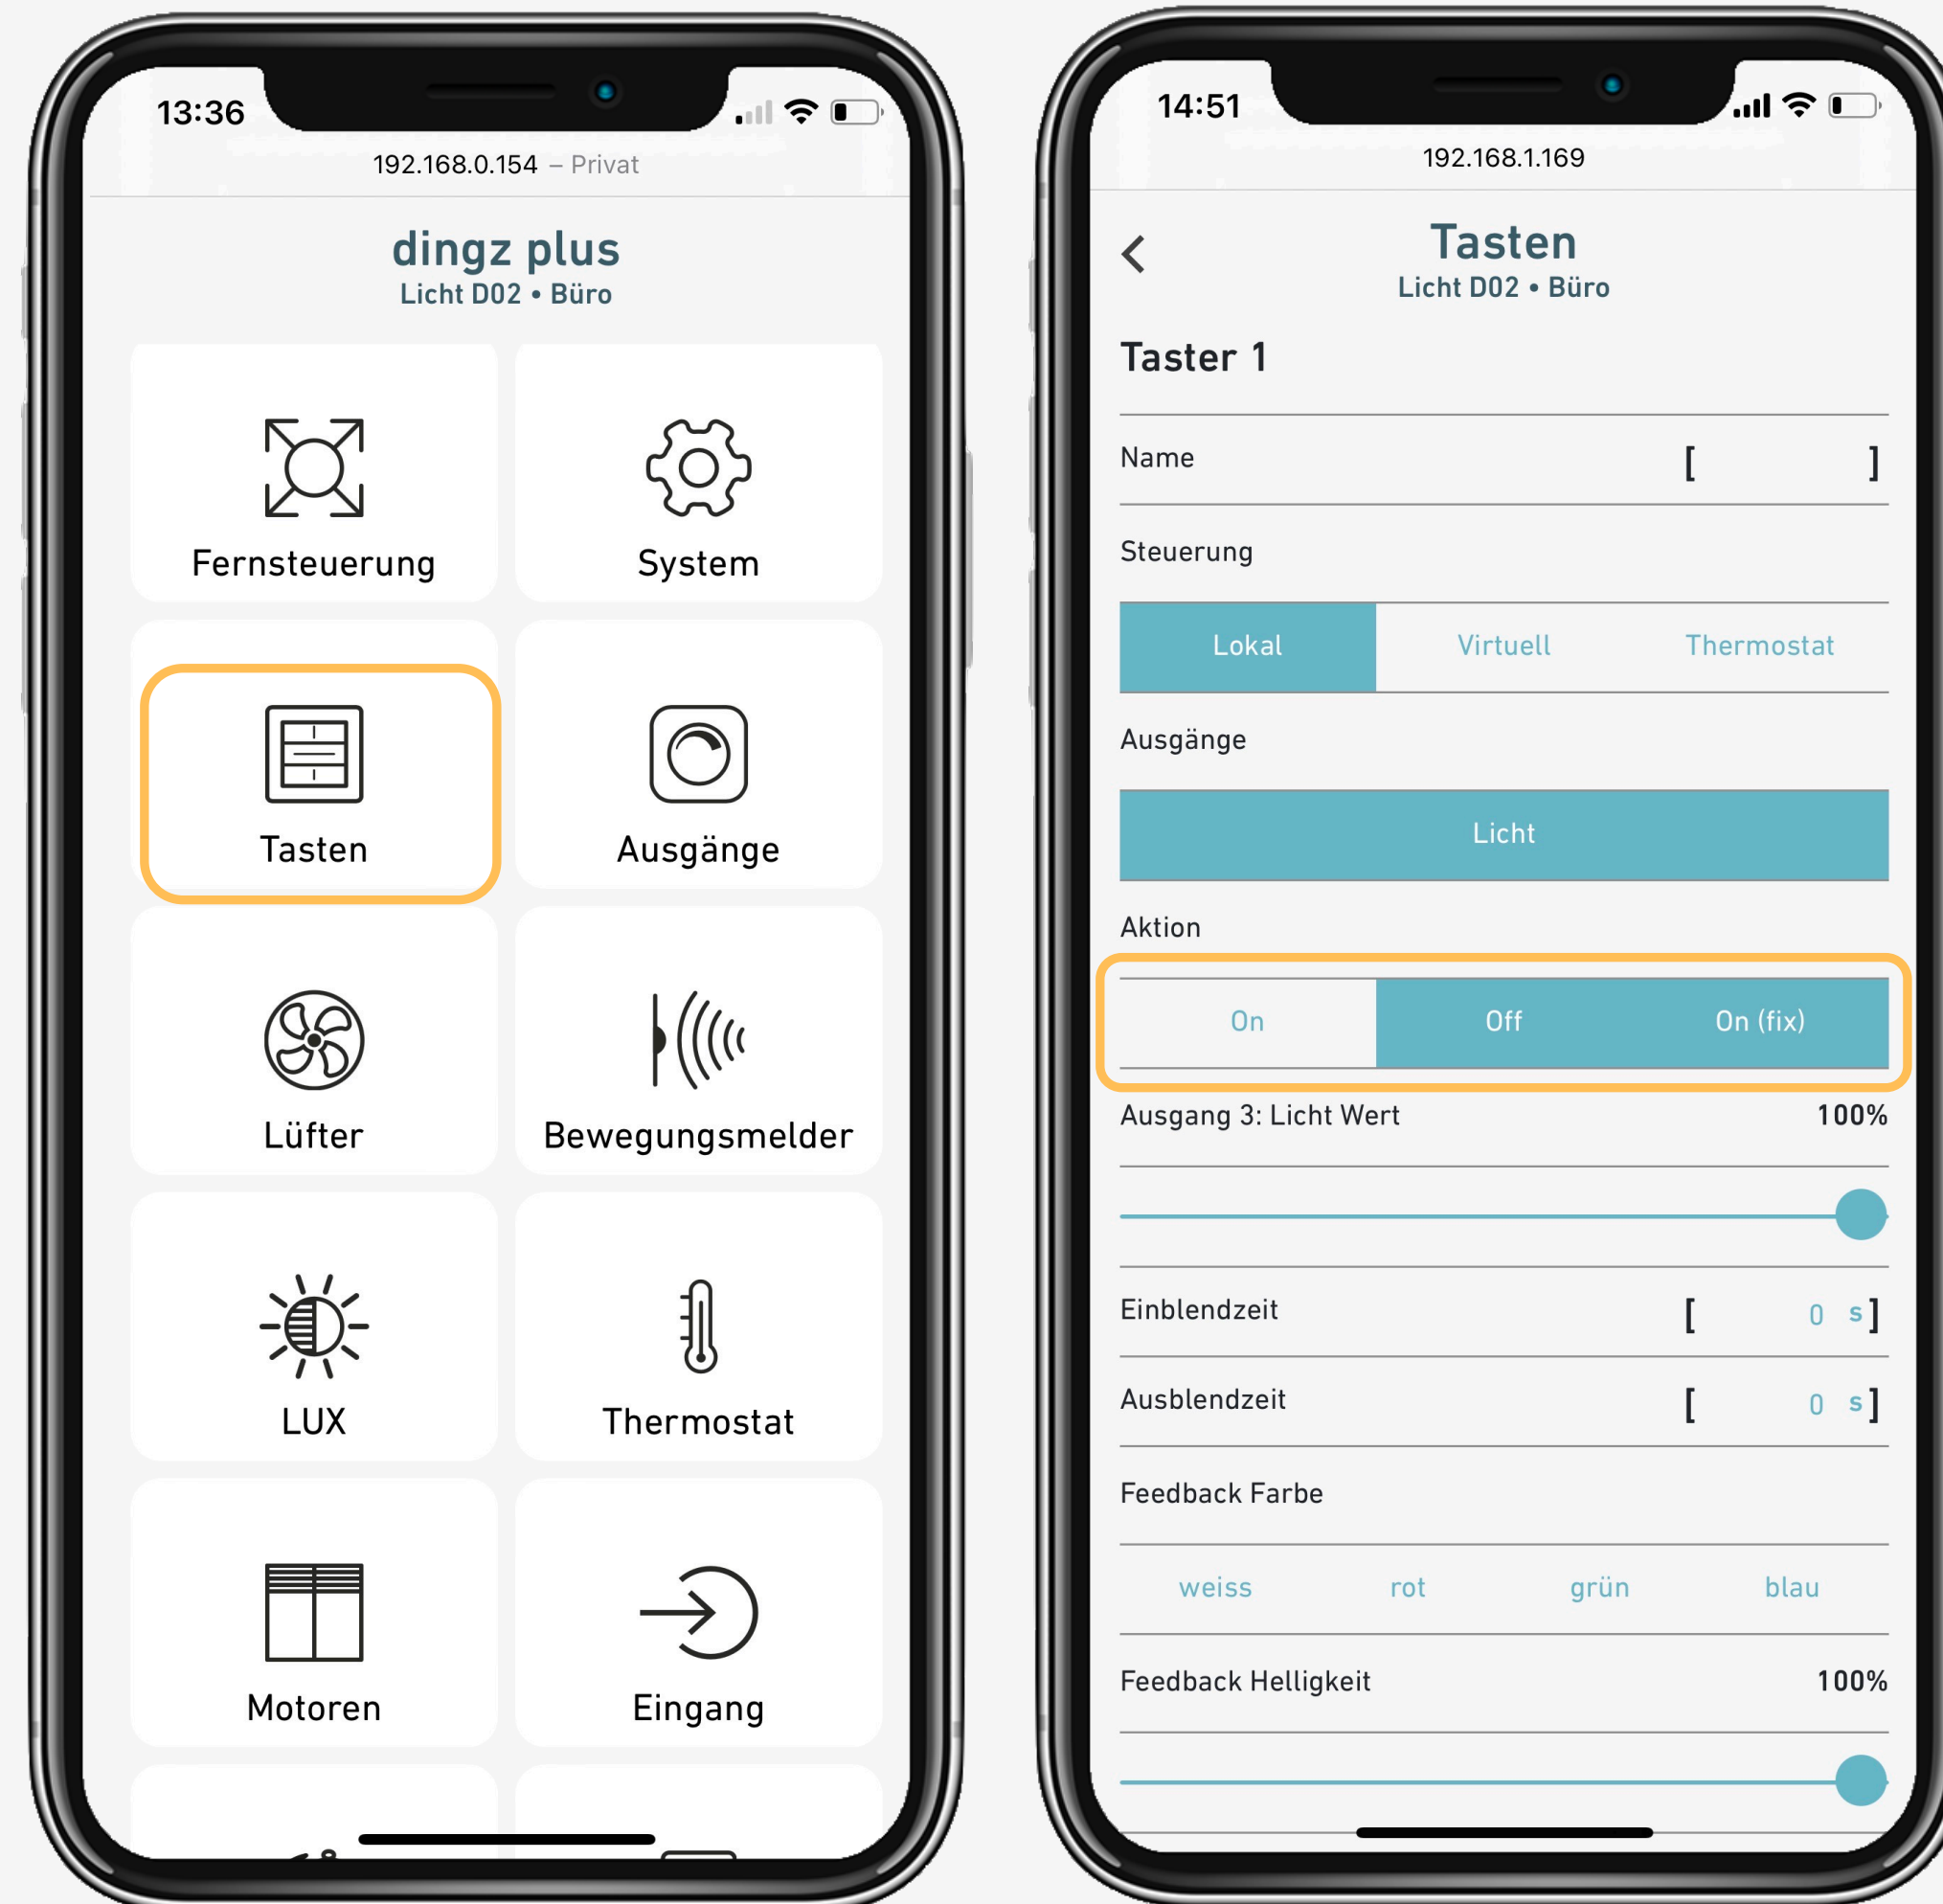 13:36
192.168.0.154 – Privat
dingz plus
Licht D02 • Büro
Fernsteuerung
System
Tasten
Ausgänge
Lüfter
Bewegungsmelder
LUX
Thermostat
Motoren
Eingang
14:51
192.168.1.169
Tasten
Licht D02 • Büro
Taster 1
Name [ ]
Steuerung
Lokal Virtuell Thermostat
Ausgänge
Licht
Aktion
On Off On (fix)
Ausgang 3: Licht Wert 100%
Einblendzeit [ 0 s]
Ausblendzeit [ 0 s]
Feedback Farbe
weiss rot grün blau
Feedback Helligkeit 100%